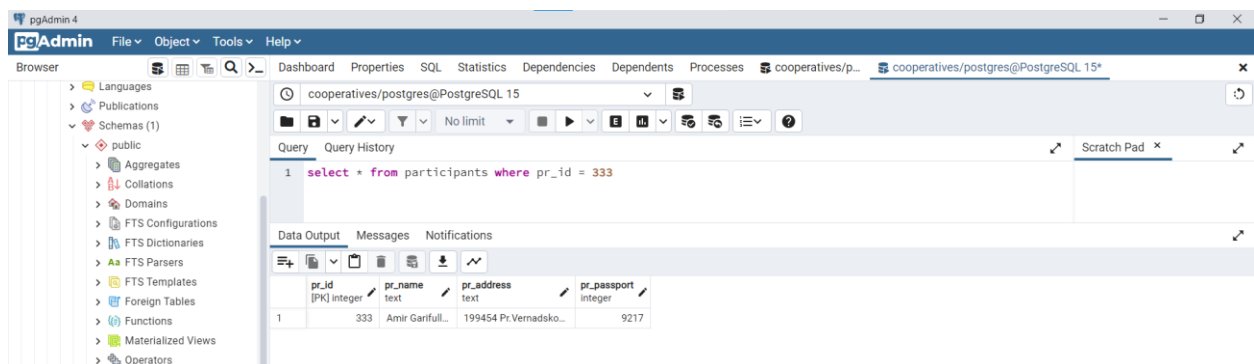 pgAdmin 4
pgAdmin File Object Tools Help
Browser
Dashboard Properties SQL Statistics Dependencies Dependents Processes cooperatives/p... cooperatives/postgres@PostgreSQL 15*
Languages
Publications
Schemas (1)
public
Aggregates
Collations
Domains
FTS Configurations
FTS Dictionaries
FTS Parsers
FTS Templates
Foreign Tables
Functions
Materialized Views
Operators
cooperatives/postgres@PostgreSQL 15
No limit
Query Query History
Scratch Pad
1 select * from participants where pr_id = 333
Data Output Messages Notifications
pr_id pr_name pr_address pr_passport
[PK] integer text text integer
1 333 Amir Garifull... 199454 Pr.Vernadsko... 9217